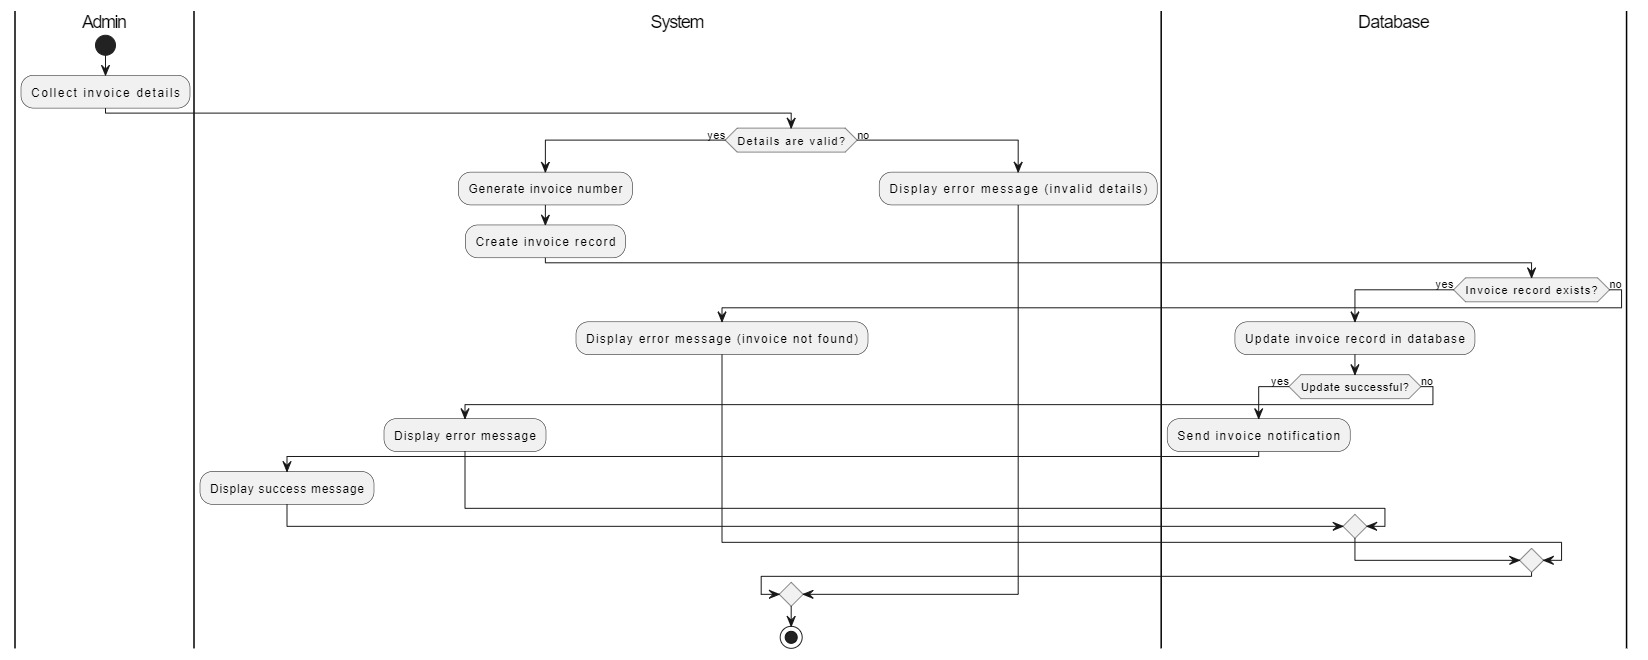 Admin
System
Database
Collect invoice details
yes
Details are valid?
no
Generate invoice number
Display error message (invalid details)
Create invoice record
yes
Invoice record exists?
no
Display error message (invoice not found)
Update invoice record in database
yes
Update successful?
no
Display error message
Send invoice notification
Display success message